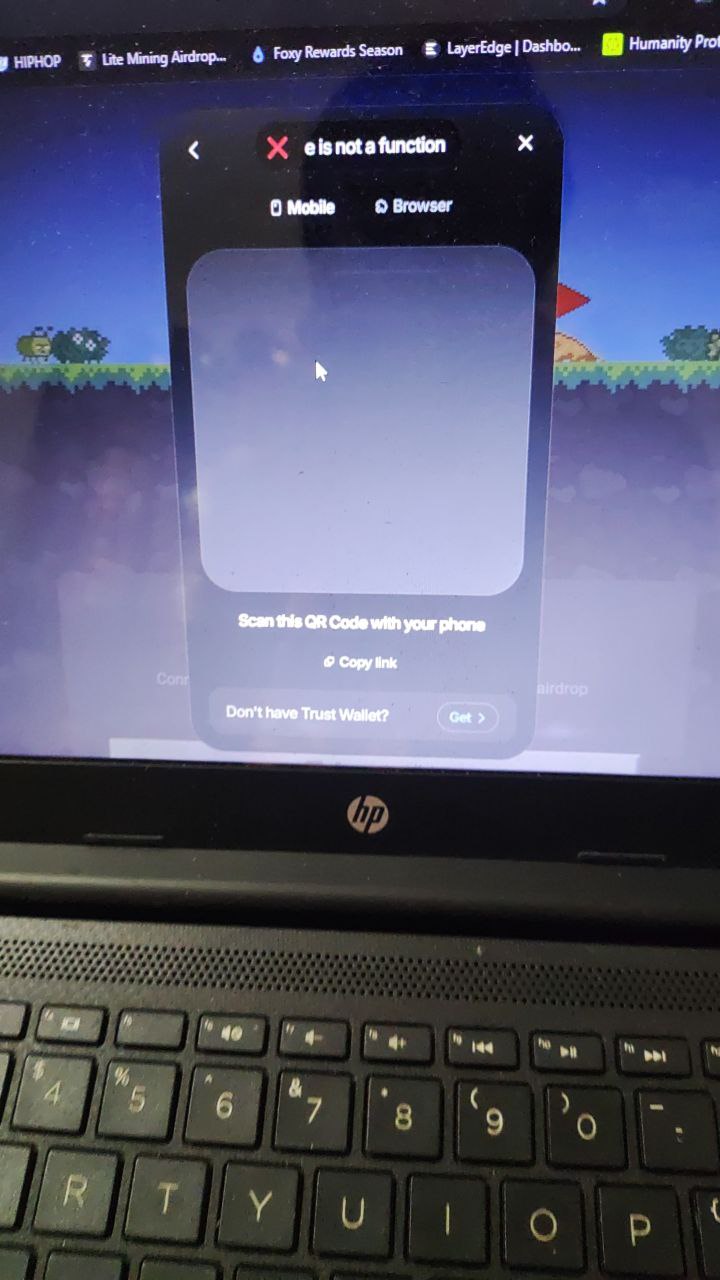 HIPHOP
Lite Mining Airdrop...
Foxy Rewards Season
LayerEdge | Dashbo...
Humanity Prot
e is not a function
Mobile
Browser
Scan this QR Code with your phone
Copy link
Conn
airdrop
Don't have Trust Wallet?
Get
hp
$ 4
% 5
^ 6
& 7
* 8
( 9
) 0
R T Y U I O P